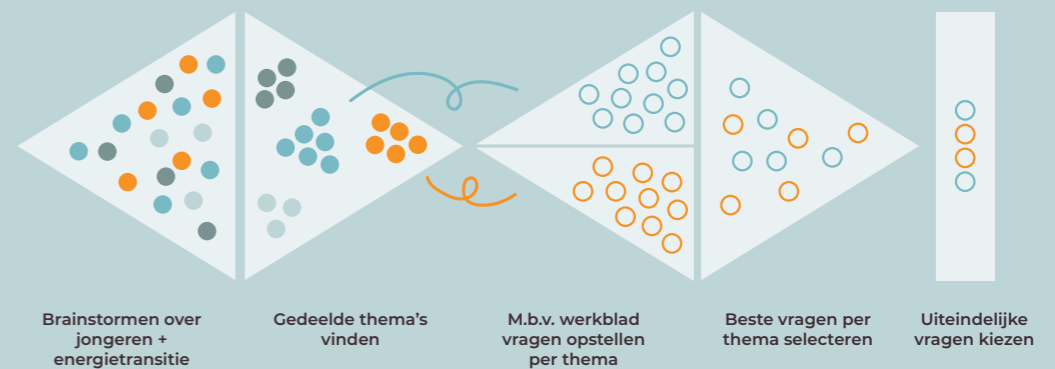 Brainstormen over
jongeren +
energietransitie
Gedeelde thema's
vinden
M.b.v. werkblad
vragen opstellen
per thema
Beste vragen per
thema selecteren
Uiteindelijke
vragen kiezen